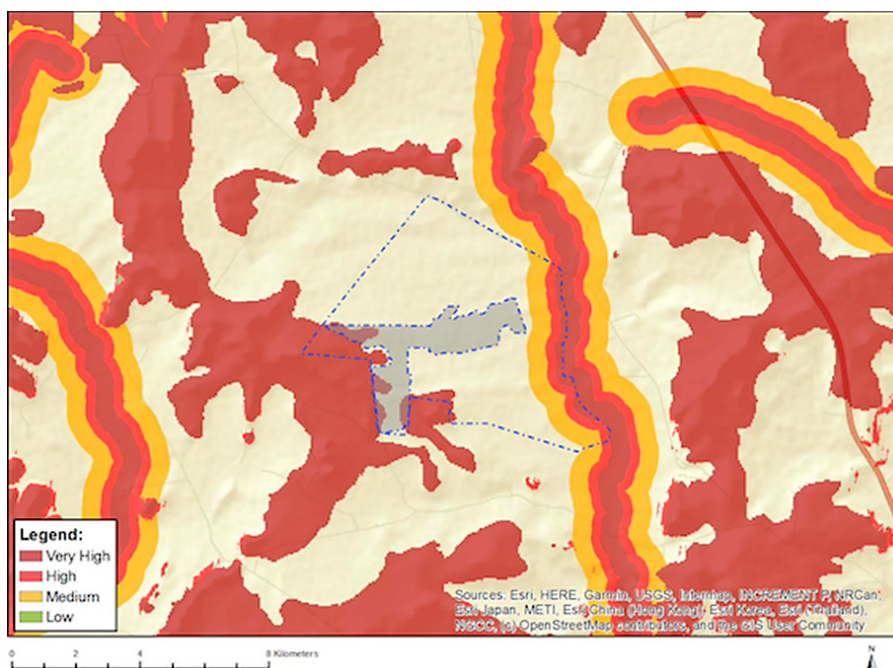 Legend:
Very High
High
Medium
Low
Sources: Esri, HERE, Garmin, USGS, Intermap, INCREMENT P, NRCan,
Esri Japan, METI, Esri China (Hong Kong), Esri Korea, Esri (Thailand),
NGCC, (c) OpenStreetMap contributors, and the GIS User Community
0 2 4 8 Kilometers
N